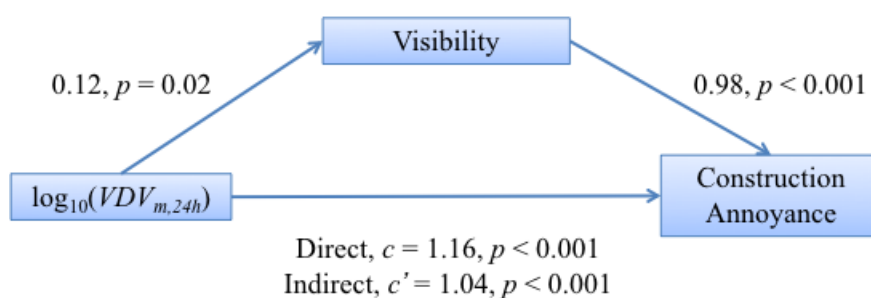 Visibility
0.12, p = 0.02
0.98, p < 0.001
log₁₀(VDVₘ,₂₄ₕ)
Construction
Annoyance
Direct, c = 1.16, p < 0.001
Indirect, c’ = 1.04, p < 0.001